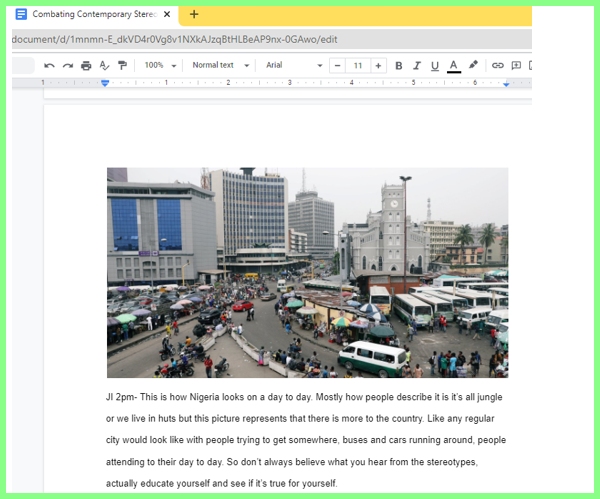 Combating Contemporary Stereo
document/d/1mnmn-E_dkVD4r0Vg8v1NXkAJzqBtHLBeAP9nx-0GAwo/edit
100% Normal text Arial 11 B I U A
1 1 2 3 4 5 6
JI 2pm- This is how Nigeria looks on a day to day. Mostly how people describe it is it's all jungle
or we live in huts but this picture represents that there is more to the country. Like any regular
city would look like with people trying to get somewhere, buses and cars running around, people
attending to their day to day. So don't always believe what you hear from the stereotypes,
actually educate yourself and see if it's true for yourself.